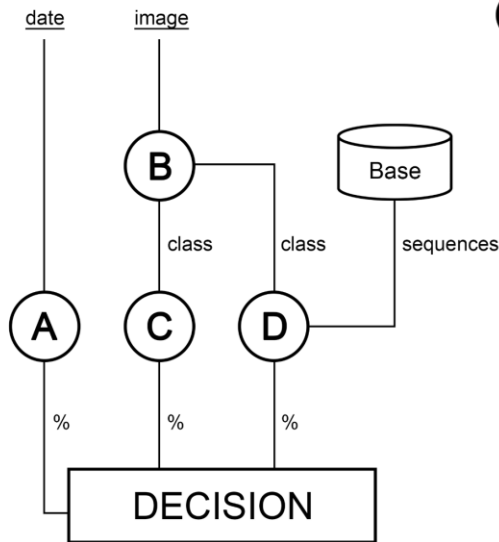 date
image
B
Base
class
class
sequences
A
C
D
%
%
%
DECISION